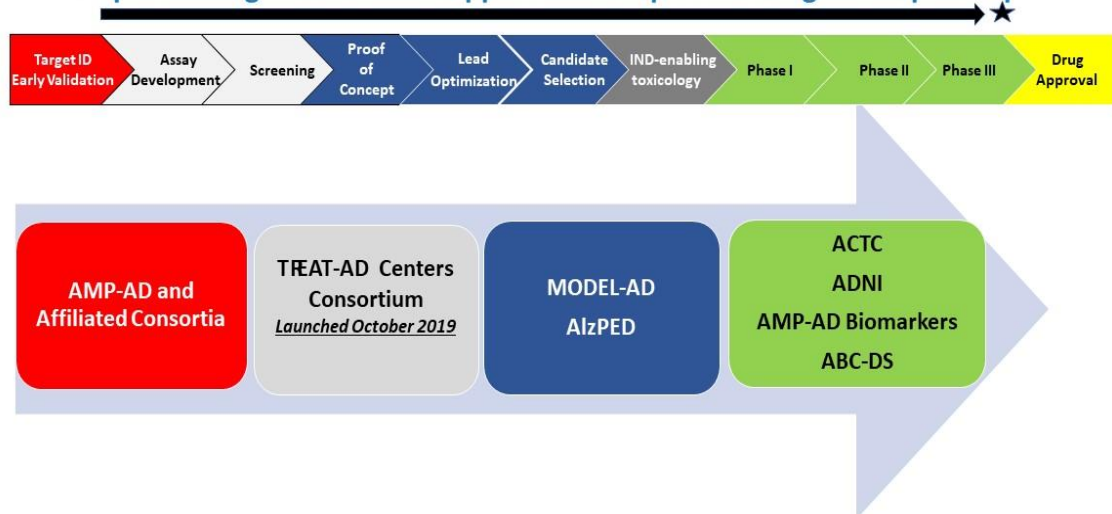 Target ID
Early Validation
Assay
Development
Screening
Proof
of
Concept
Lead
Optimization
Candidate
Selection
IND-enabling
toxicology
Phase I
Phase II
Phase III
Drug
Approval
AMP-AD and
Affiliated Consortia
TREAT-AD Centers
Consortium
Launched October 2019
MODEL-AD
AlzPED
ACTC
ADNI
AMP-AD Biomarkers
ABC-DS